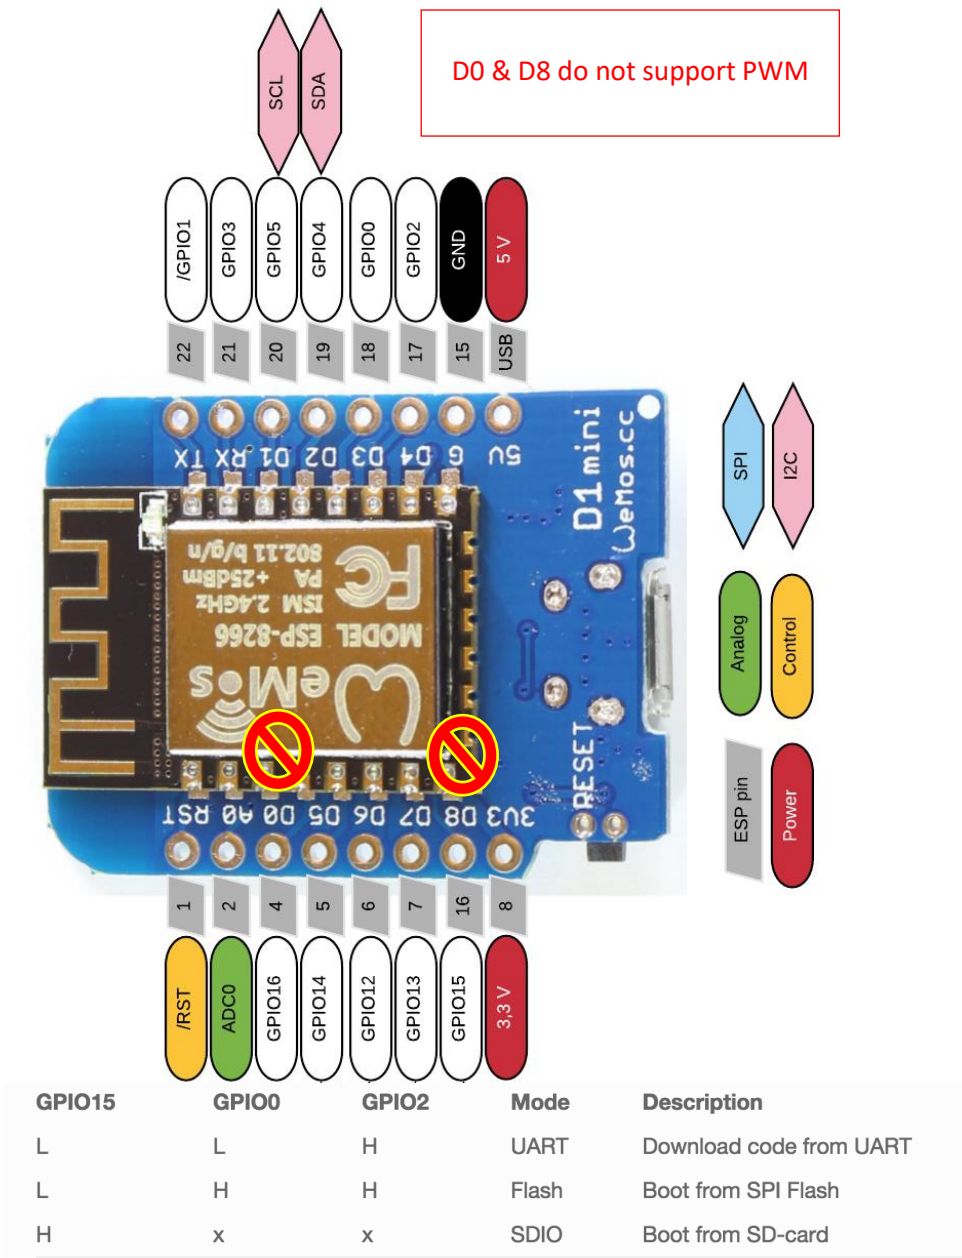 D0 & D8 do not support PWM
SCL
SDA
/GPIO1
GPIO3
GPIO5
GPIO4
GPIO0
GPIO2
GND
5 V
22
21
20
19
18
17
15
USB
TX
RX
D1
D2
D3
D4
G
5V
D1 mini
WeMos.cc
802.11 b/g/n
PA +25dBm
ISM 2.4GHz
MODEL ESP-8266
FC
WeMos
SPI
I2C
Analog
Control
ESP pin
Power
RESET
RST
A0
D0
D5
D6
D7
D8
3V3
1
2
4
5
6
7
16
8
/RST
ADC0
GPIO16
GPIO14
GPIO12
GPIO13
GPIO15
3,3 V
GPIO15 GPIO0 GPIO2 Mode Description
L L H UART Download code from UART
L H H Flash Boot from SPI Flash
H x x SDIO Boot from SD-card